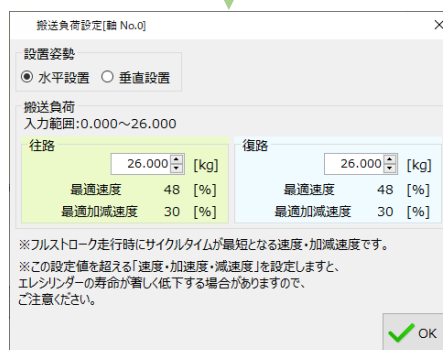 搬送負荷設定[軸 No.0]
設置姿勢
水平設置 垂直設置
搬送負荷
入力範囲:0.000～26.000
往路 復路
26.000 [kg] 26.000 [kg]
最適速度 48 [%] 最適速度 48 [%]
最適加減速度 30 [%] 最適加減速度 30 [%]
※フルストローク走行時にサイクルタイムが最短となる速度・加減速度です。
※この設定値を超える「速度・加速度・減速度」を設定しますと、
エレシリンダーの寿命が著しく低下する場合がありますので、
ご注意ください。
OK